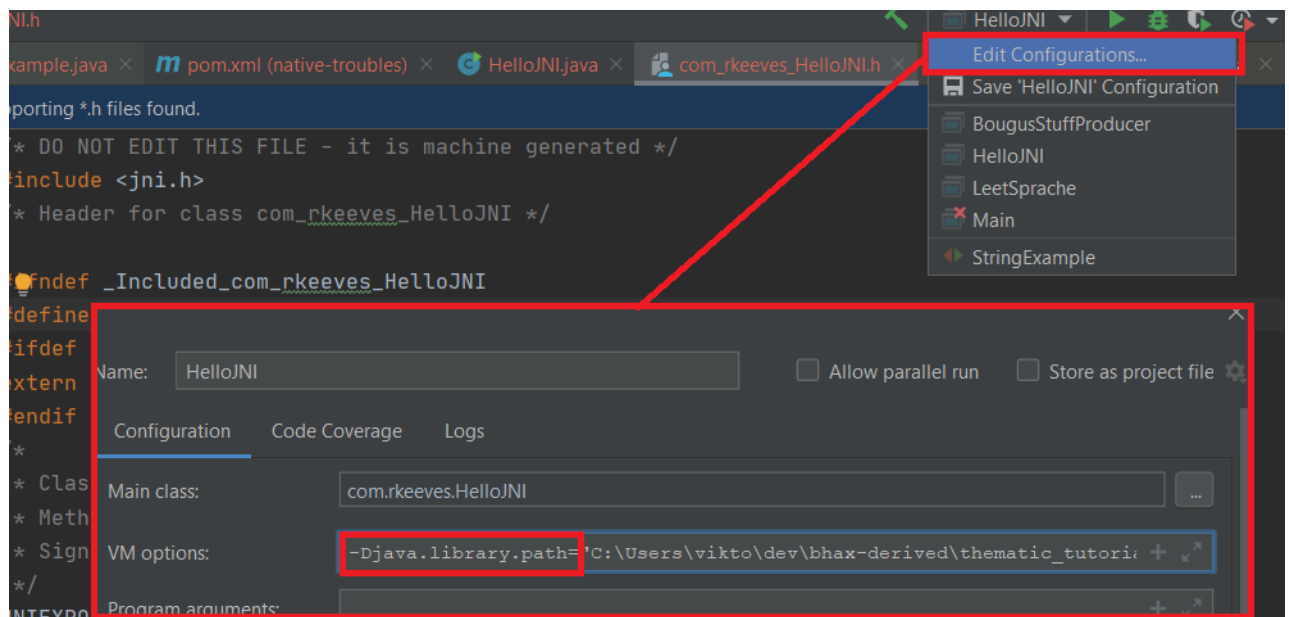 NI.h
HelloJNI
xample.java
pom.xml (native-troubles)
HelloJNI.java
com_rkeeves_HelloJNI.h
Edit Configurations...
Save 'HelloJNI' Configuration
BougusStuffProducer
HelloJNI
LeetSprache
Main
StringExample
pporting *.h files found.
* DO NOT EDIT THIS FILE - it is machine generated */
#include <jni.h>
* Header for class com_rkeeves_HelloJNI */
fndef _Included_com_rkeeves_HelloJNI
#define
#ifdef
extern
#endif
*
* Clas
* Meth
* Sign
*/
Name: HelloJNI
Allow parallel run
Store as project file
Configuration Code Coverage Logs
Main class: com.rkeeves.HelloJNI ...
VM options: -Djava.library.path="C:\Users\vikto\dev\bhax-derived\thematic_tutoria
Program arguments: